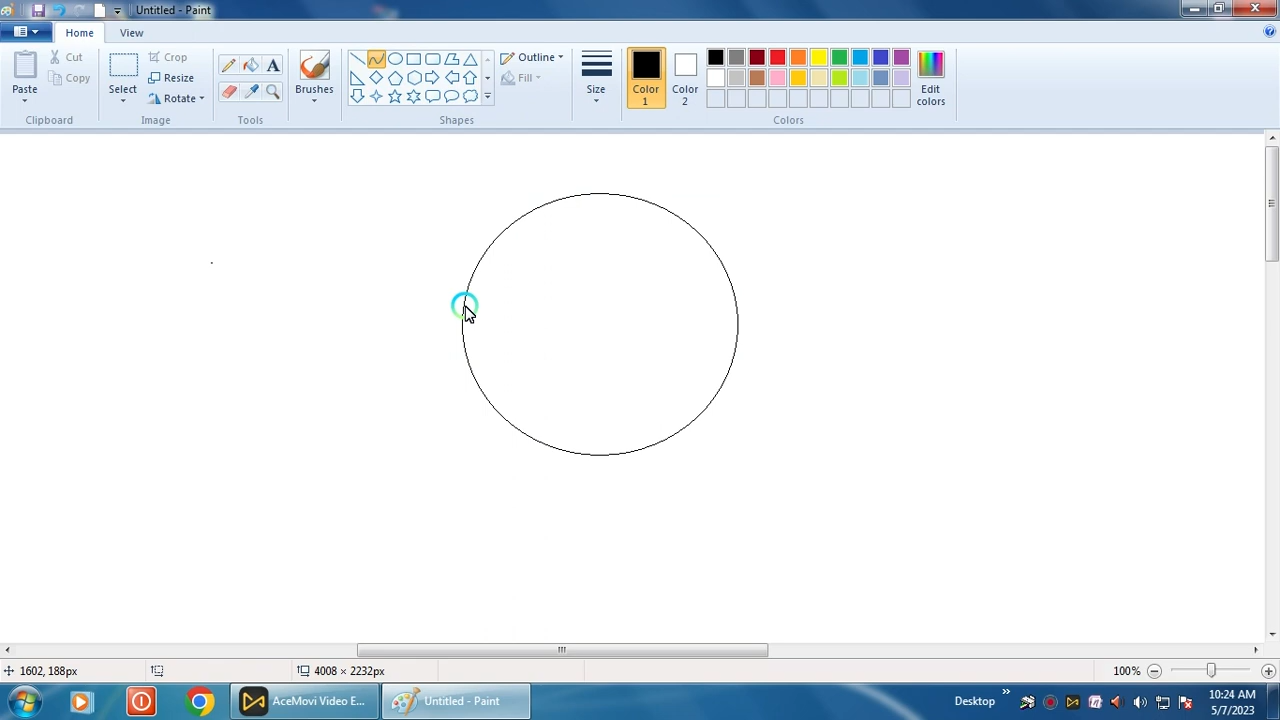 Untitled - Paint
Home View
Paste
Cut
Copy
Clipboard
Select
Crop
Resize
Rotate
Image
Tools
Brushes
Shapes
Outline
Fill
Size
Color 1
Color 2
Edit colors
Colors
1602, 188px
4008 × 2232px
100%
AceMovi Video E...
Untitled - Paint
Desktop
10:24 AM
5/7/2023